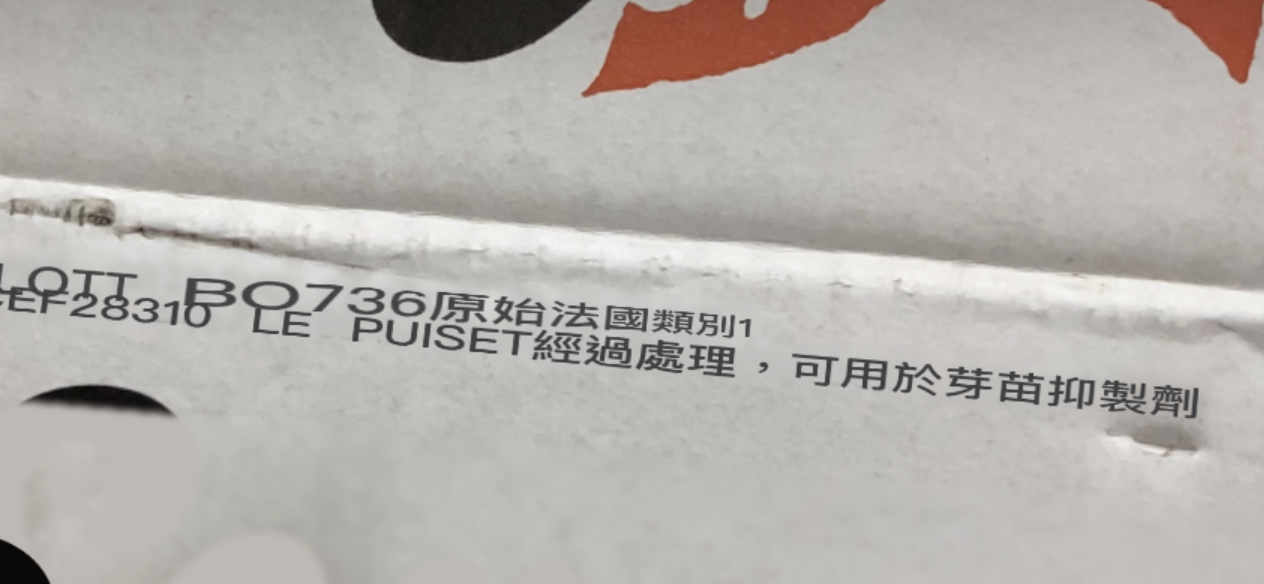 LOTT BO736原始法國類別1
CEF28310 LE PUISET經過處理，可用於芽苗抑製劑